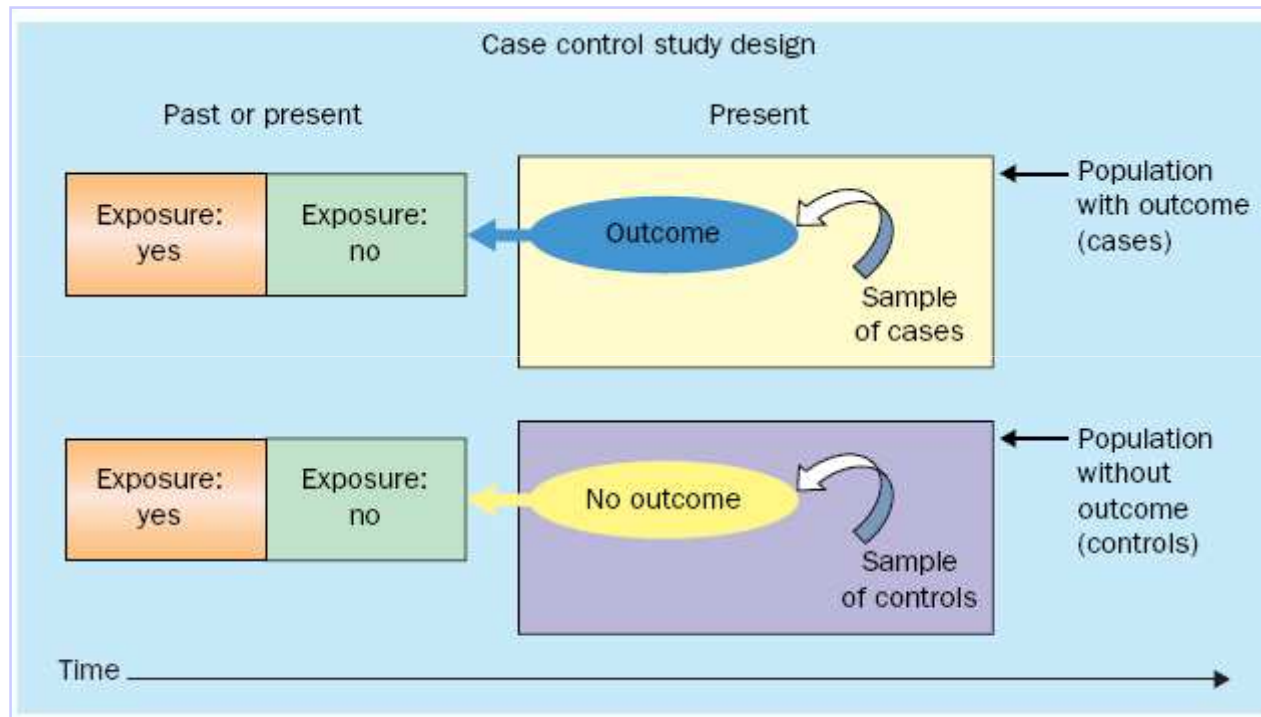 Case control study design
Past or present
Present
Exposure:
yes
Exposure:
no
Outcome
Sample
of cases
Population
with outcome
(cases)
Exposure:
yes
Exposure:
no
No outcome
Sample
of controls
Population
without
outcome
(controls)
Time